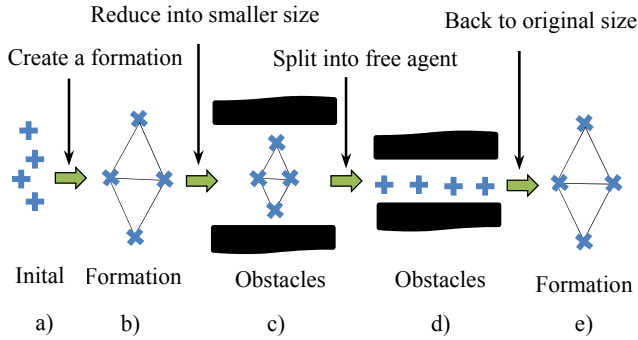 Reduce into smaller size
Back to original size
Create a formation
Split into free agent
Inital
Formation
Obstacles
Obstacles
Formation
a)
b)
c)
d)
e)